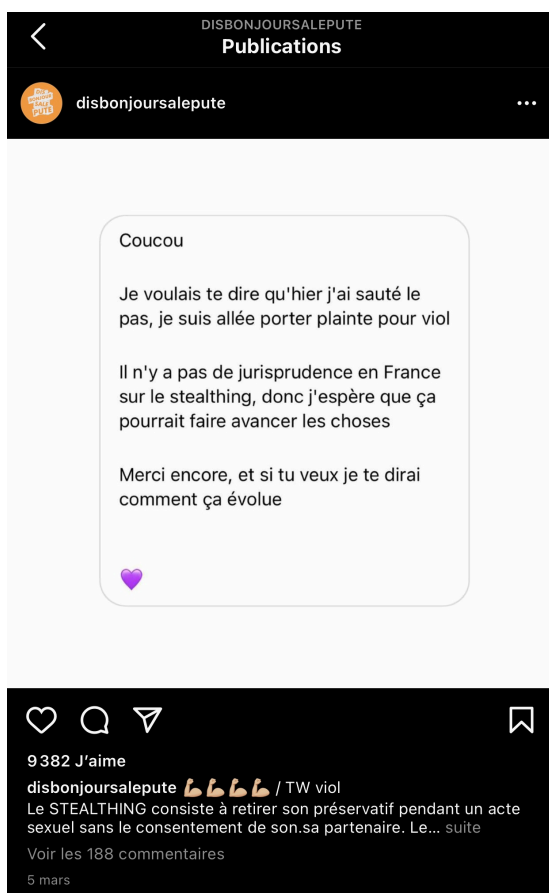 DISBONJOURSALEPUTE
Publications
DIS
BONJOUR
SALE
PUTE
disbonjoursalepute
Coucou
Je voulais te dire qu'hier j'ai sauté le
pas, je suis allée porter plainte pour viol
Il n'y a pas de jurisprudence en France
sur le stealthing, donc j'espère que ça
pourrait faire avancer les choses
Merci encore, et si tu veux je te dirai
comment ça évolue
💜
9 382 J’aime
disbonjoursalepute 💪🏼💪🏼💪🏼💪🏼 / TW viol
Le STEALTHING consiste à retirer son préservatif pendant un acte
sexuel sans le consentement de son.sa partenaire. Le... suite
Voir les 188 commentaires
5 mars